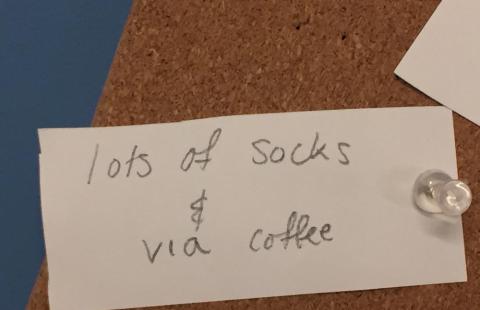 lots of socks
&
via coffee